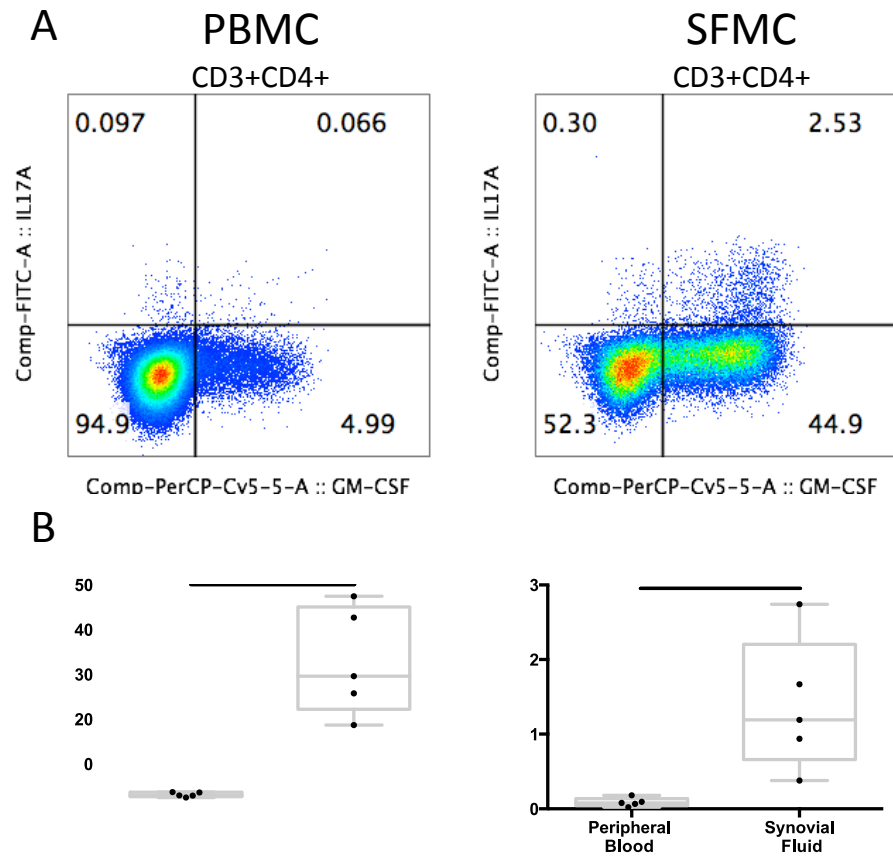 A
PBMC
SFMC
CD3+CD4+
CD3+CD4+
0.097
0.066
0.30
2.53
Comp-FITC-A :: IL17A
Comp-FITC-A :: IL17A
94.9
4.99
52.3
44.9
Comp-PerCP-Cy5-5-A :: GM-CSF
Comp-PerCP-Cy5-5-A :: GM-CSF
B
50
40
30
20
0
3
2
1
0
Peripheral
Blood
Synovial
Fluid